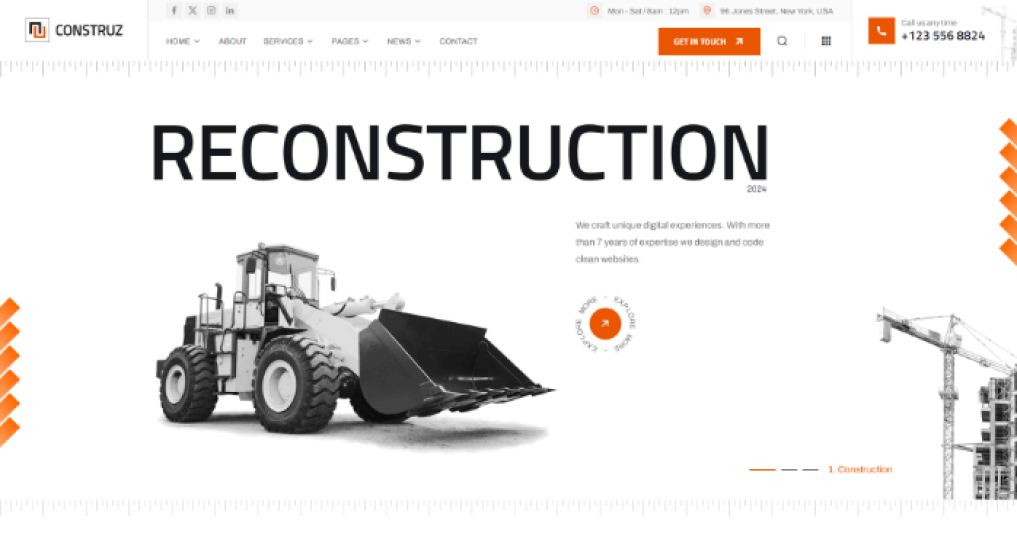 CONSTRUZ
Mon - Sat / 8am : 12pm
96 Jones Street, New York, USA
Call us any time
+123 556 8824
HOME ABOUT SERVICES PAGES NEWS CONTACT
GET IN TOUCH
RECONSTRUCTION
2024
We craft unique digital experiences. With more
than 7 years of expertise we design and code
clean websites.
EXPLORE MORE - EXPLORE MORE -
1. Construction